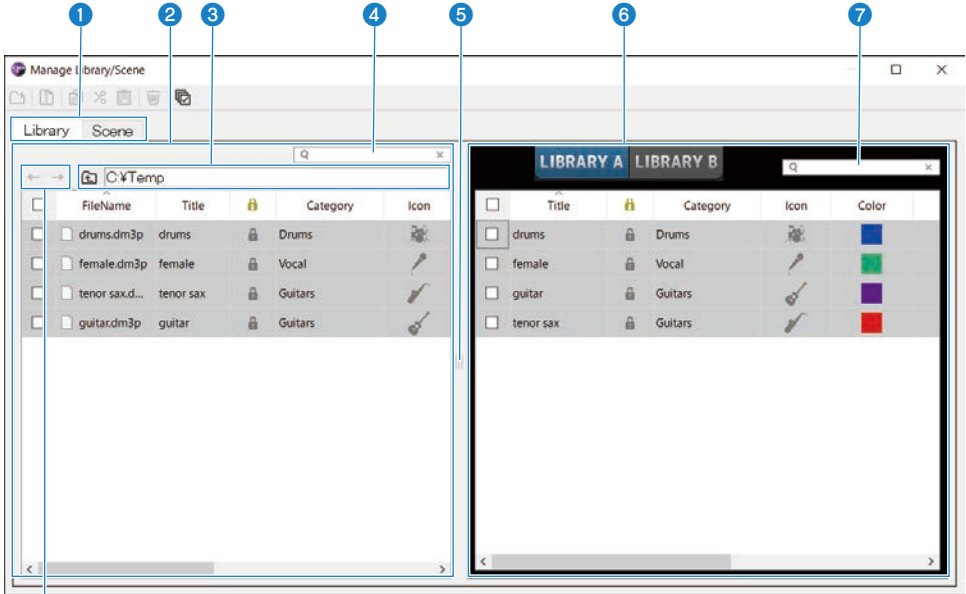 1 2 3 4 5 6 7
Manage Library/Scene
Library Scene
LIBRARY A LIBRARY B
C:¥Temp
FileName Title Category Icon
drums.dm3p drums Drums
female.dm3p female Vocal
tenor sax.d... tenor sax Guitars
guitar.dm3p guitar Guitars
Title Category Icon Color
drums Drums
female Vocal
guitar Guitars
tenor sax Guitars